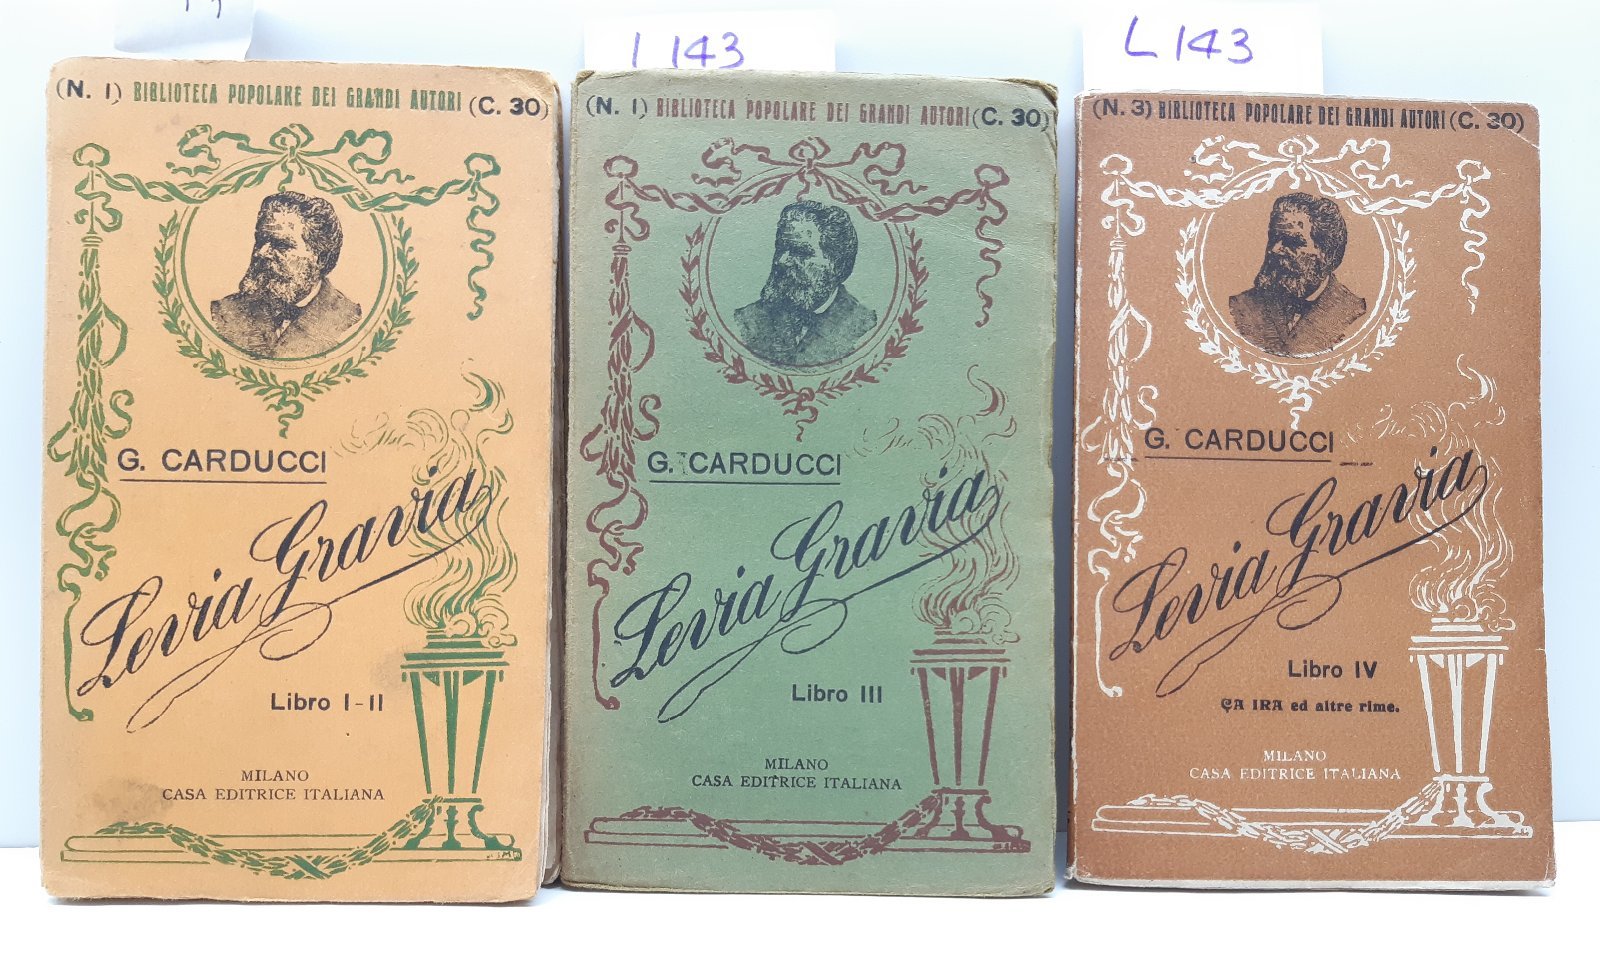 L 143
L 143
(N. 1) BIBLIOTECA POPOLARE DEI GRANDI AUTORI (C. 30)
G. CARDUCCI
Levia Gravia
Libro I-II
MILANO
CASA EDITRICE ITALIANA
(N. 1) BIBLIOTECA POPOLARE DEI GRANDI AUTORI (C. 30)
G. CARDUCCI
Levia Gravia
Libro III
MILANO
CASA EDITRICE ITALIANA
(N. 3) BIBLIOTECA POPOLARE DEI GRANDI AUTORI (C. 30)
G. CARDUCCI
Levia Gravia
Libro IV
ÇA IRA ed altre rime.
MILANO
CASA EDITRICE ITALIANA